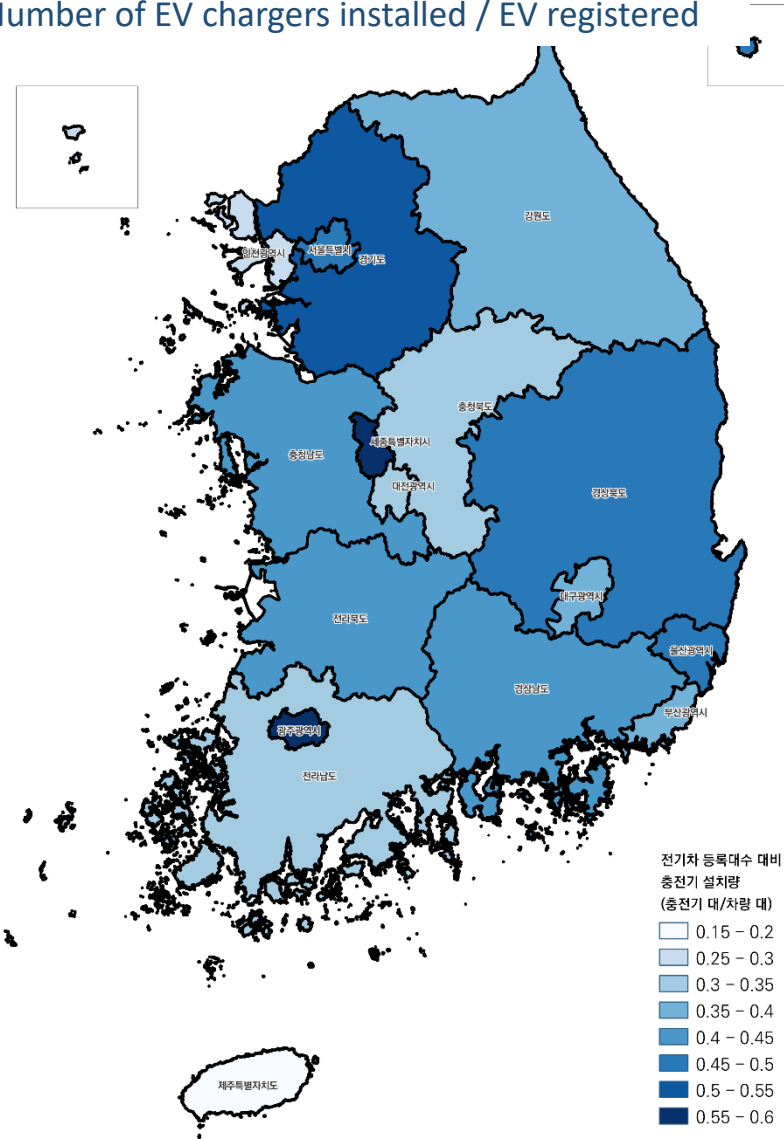 Number of EV chargers installed / EV registered
강원도
인천광역시
서울특별시
경기도
충청북도
세종특별자치시
충청남도
대전광역시
경상북도
대구광역시
전라북도
울산광역시
경상남도
부산광역시
광주광역시
전라남도
제주특별자치도
전기차 등록대수 대비
충전기 설치량
(충전기 대/차량 대)
0.15 – 0.2
0.25 – 0.3
0.3 – 0.35
0.35 – 0.4
0.4 – 0.45
0.45 – 0.5
0.5 – 0.55
0.55 – 0.6